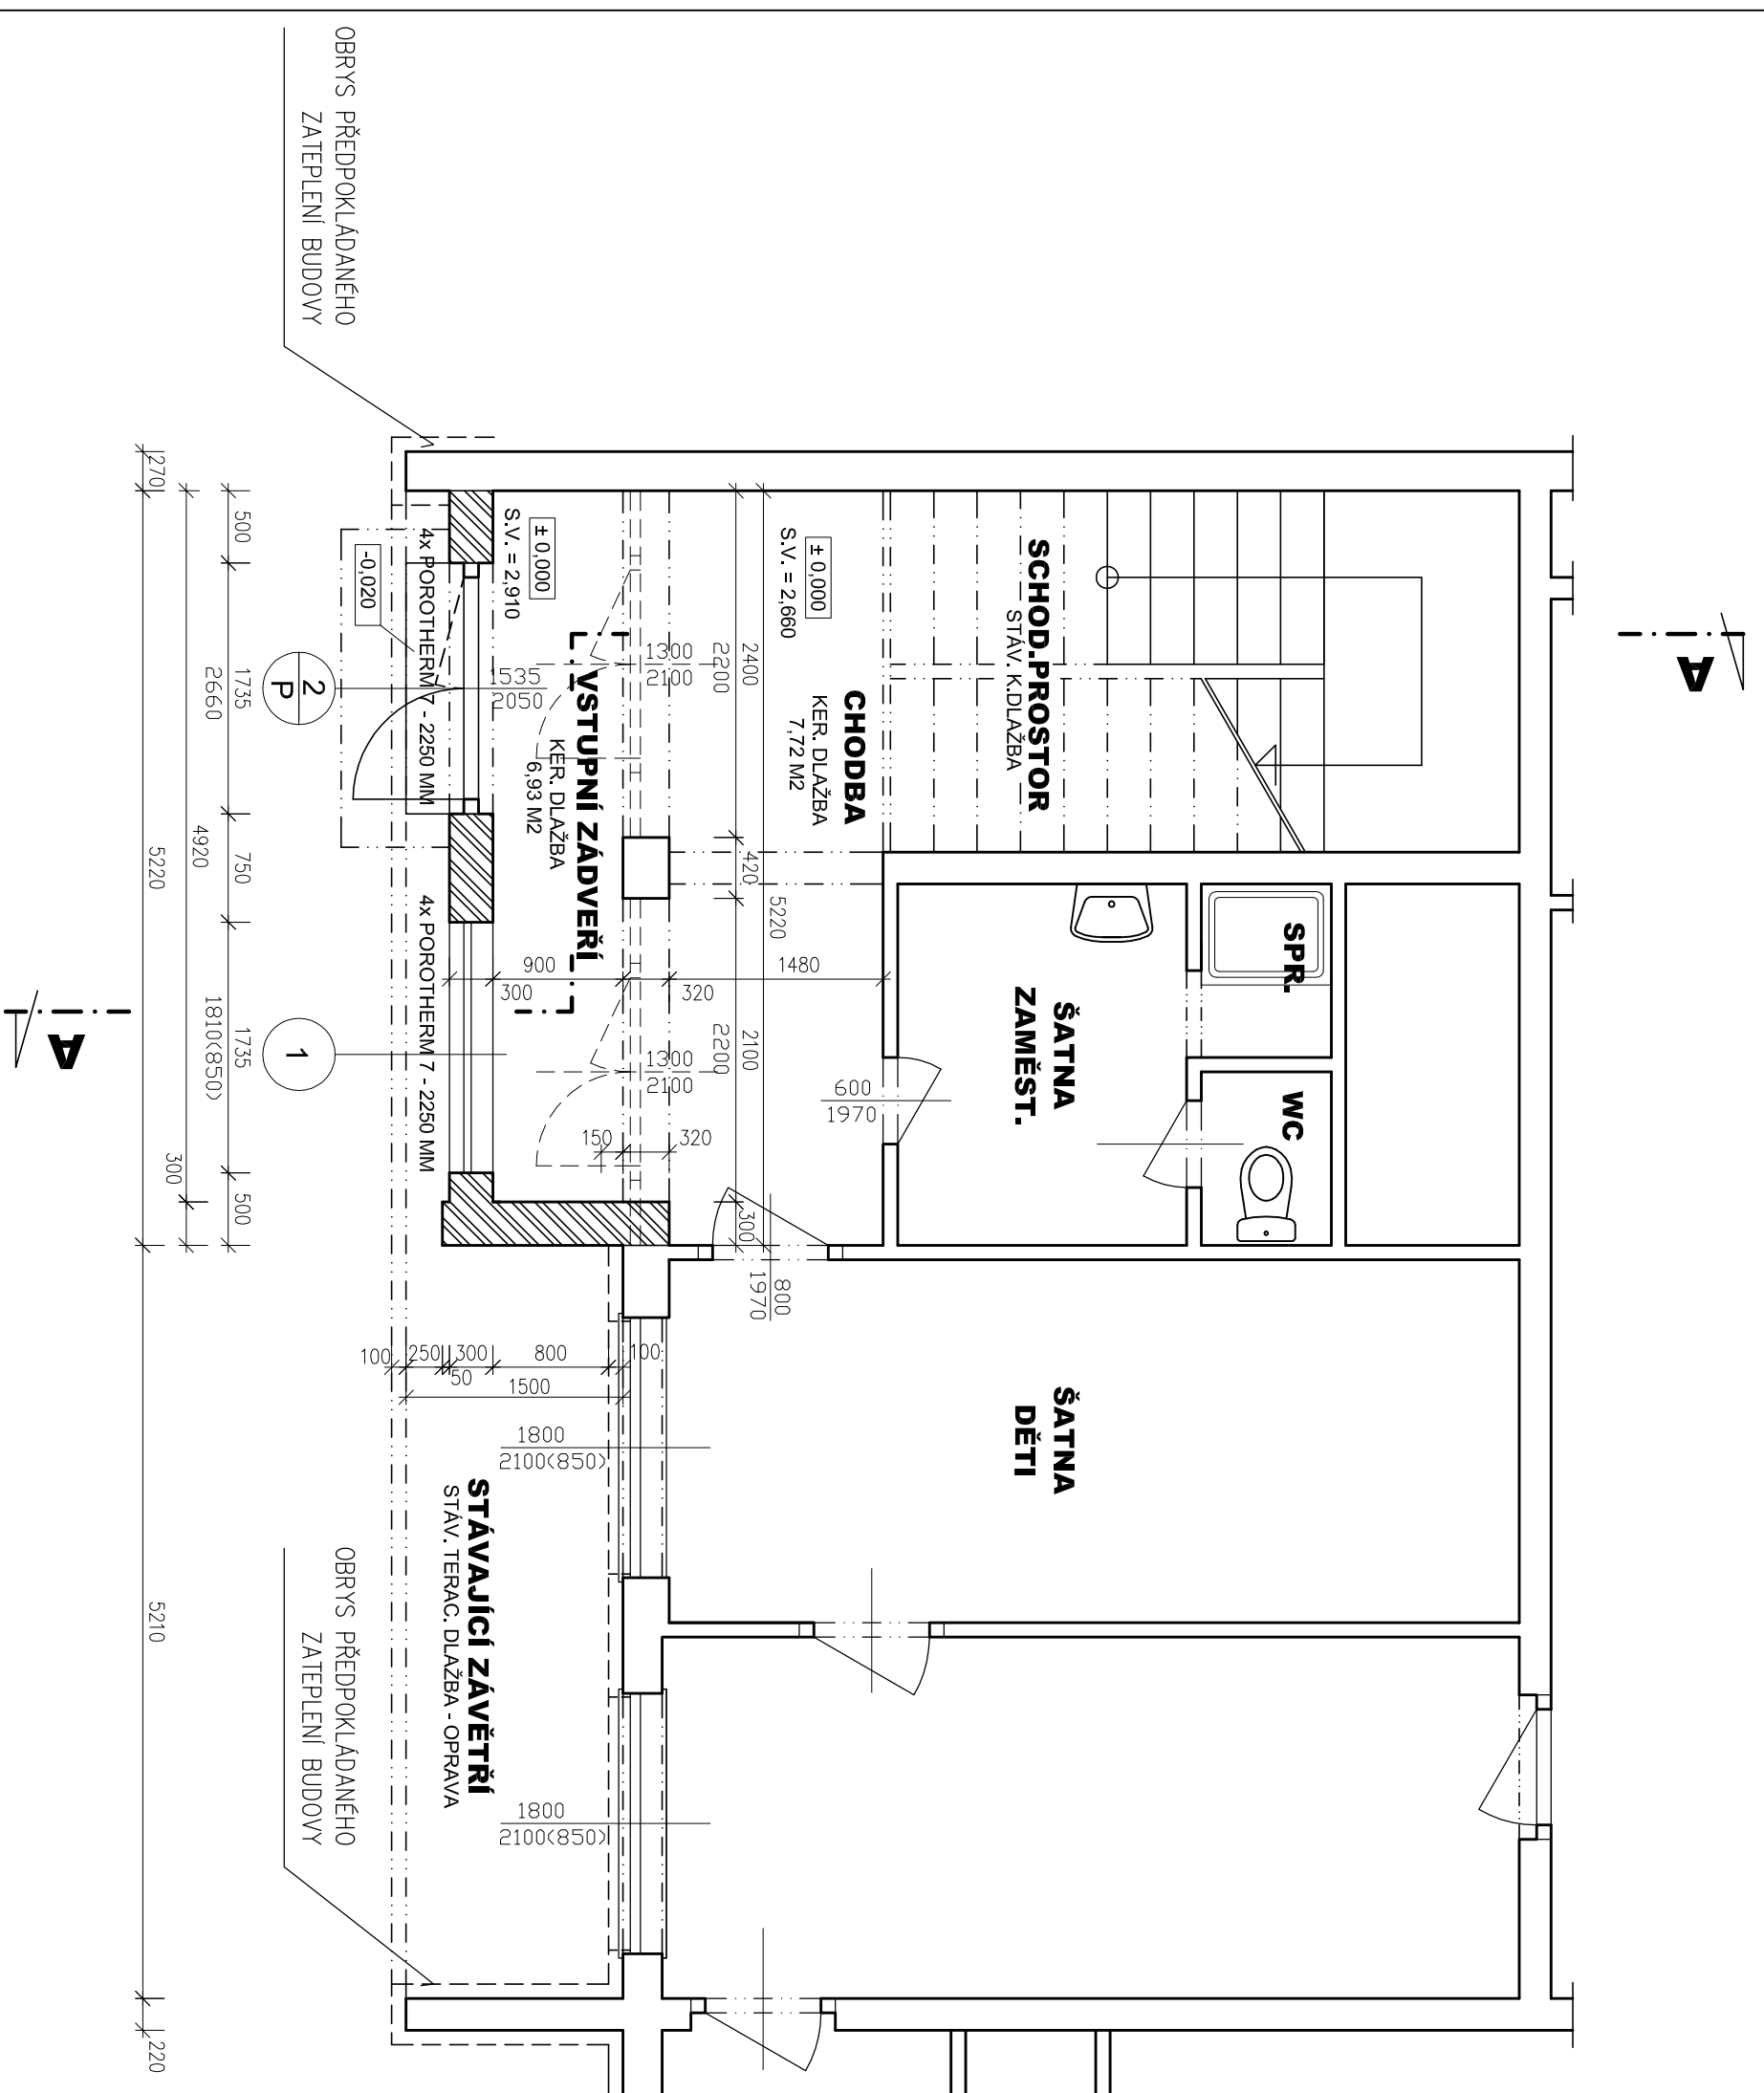 OBRYS PŘEDPOKLÁDANÉHO
ZATEPLENÍ BUDOVY
A
SCHOD.PROSTOR
STÁV. K.DLAŽBA
CHODBA
KER. DLAŽBA
7,72 M2
± 0,000
S.V. = 2,660
VSTUPNÍ ZÁDVEŘÍ
KER. DLAŽBA
6,93 M2
± 0,000
S.V. = 2,910
-0,020
4x POROTHERM 7 - 2250 MM
4x POROTHERM 7 - 2250 MM
SPR.
WC
ŠATNA
ZAMĚST.
ŠATNA
DĚTI
STÁVAJÍCÍ ZÁVĚTŘÍ
STÁV. TERAC. DLAŽBA - OPRAVA
OBRYS PŘEDPOKLÁDANÉHO
ZATEPLENÍ BUDOVY
A
2
P
1
1535
2050
1300
2100
1300
2100
600
1970
800
1970
1800
2100(850)
1800
2100(850)
2400
420
2100
300
2200
2200
5220
1480
900
300
320
150
320
100
250
300
50
800
100
1500
500
1735
2660
750
1735
1810(850)
500
4920
300
270
5220
5210
220